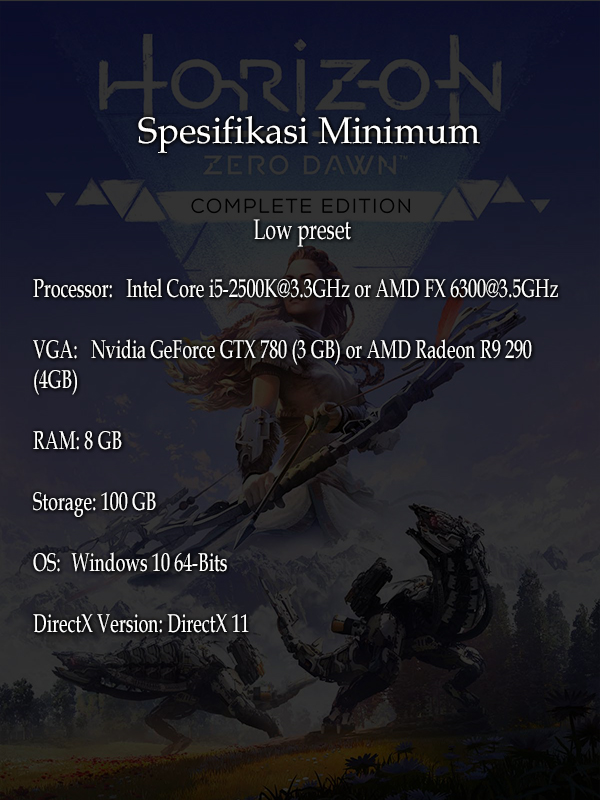 HORIZON
Spesifikasi Minimum
ZERO DAWN™
COMPLETE EDITION
Low preset
Processor: Intel Core i5-2500K@3.3GHz or AMD FX 6300@3.5GHz
VGA: Nvidia GeForce GTX 780 (3 GB) or AMD Radeon R9 290
(4GB)
RAM: 8 GB
Storage: 100 GB
OS: Windows 10 64-Bits
DirectX Version: DirectX 11